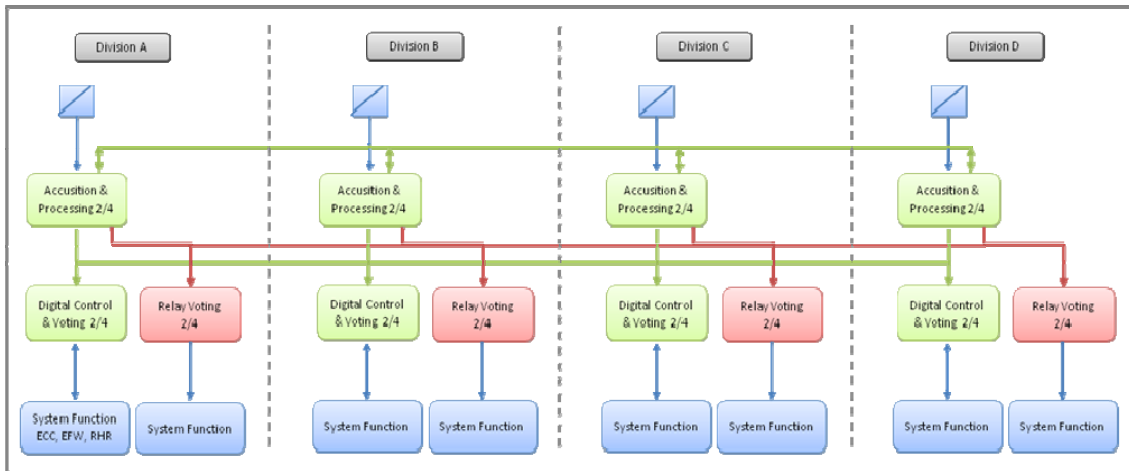 Division A
Division B
Division C
Division D
Accusition &
Processing 2/4
Accusition &
Processing 2/4
Accusition &
Processing 2/4
Accusition &
Processing 2/4
Digital Control
& Voting 2/4
Relay Voting
2/4
Digital Control
& Voting 2/4
Relay Voting
2/4
Digital Control
& Voting 2/4
Relay Voting
2/4
Digital Control
& Voting 2/4
Relay Voting
2/4
System Function
ECC, EFW, RHR
System Function
System Function
System Function
System Function
System Function
System Function
System Function